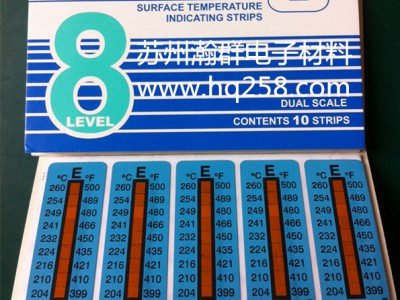 SURFACE TEMPERATURE
INDICATING STRIPS
8
LEVEL
苏州瀚群电子材料
www.hq258.com
DUAL SCALE
CONTENTS 10 STRIPS
E E E E E
°C °F °C °F °C °F °C °F °C °F
260 500 260 500 260 500 260 500 260 500
254 489 254 489 254 489 254 489 254 489
249 480 249 480 249 480 249 480 249 480
241 466 241 466 241 466 241 466 241 466
232 450 232 450 232 450 232 450 232 450
224 435 224 435 224 435 224 435 224 435
216 421 216 421 216 421 216 421 216 421
210 410 210 410 210 410 210 410 210 410
204 399 204 399 204 399 204 399 204 399